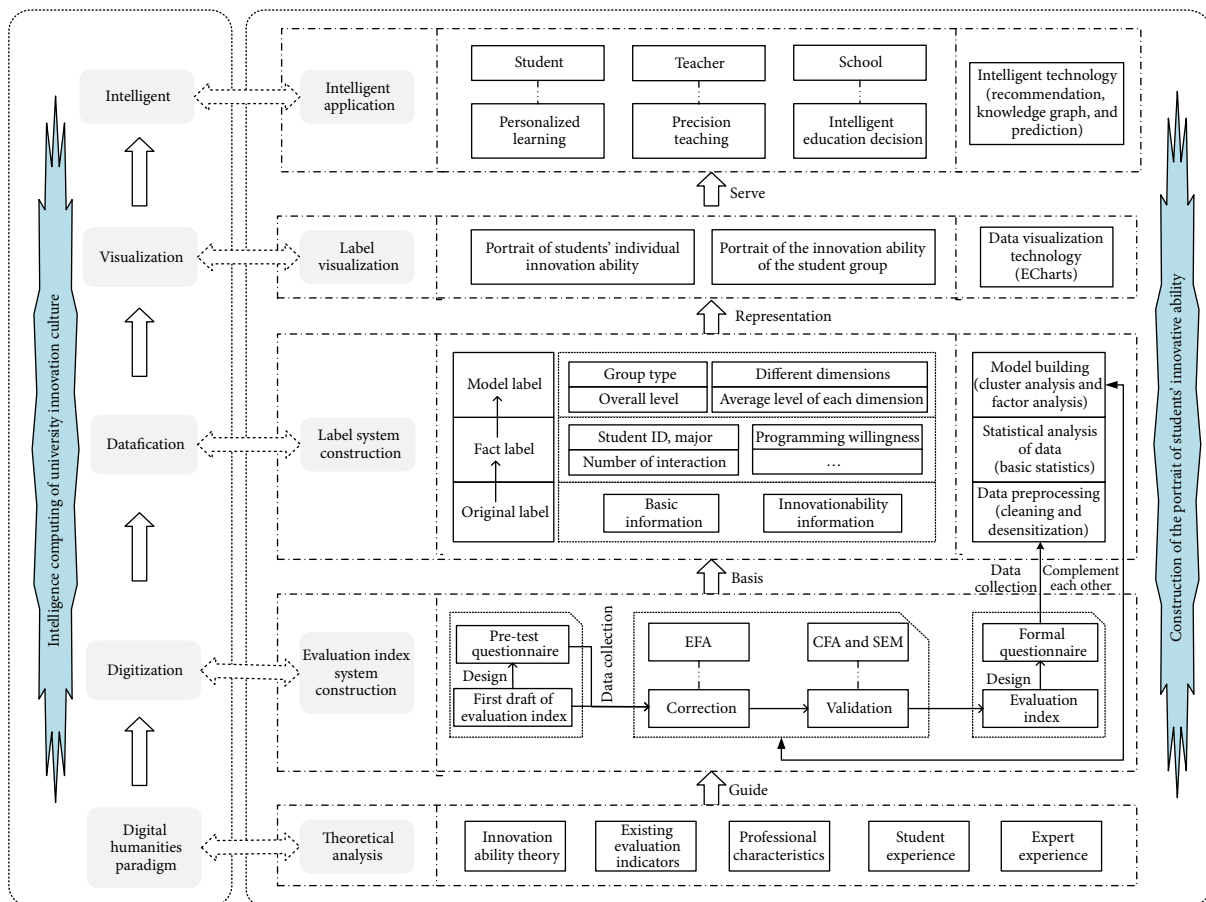 Intelligence computing of university innovation culture
Intelligent
Visualization
Datafication
Digitization
Digital
humanities
paradigm
Intelligent
application
Student
Teacher
School
Personalized
learning
Precision
teaching
Intelligent
education decision
Intelligent technology
(recommendation,
knowledge graph, and
prediction)
Serve
Label
visualization
Portrait of students' individual
innovation ability
Portrait of the innovation ability
of the student group
Data visualization
technology
(ECharts)
Representation
Label system
construction
Model label
Fact label
Original label
Group type
Overall level
Different dimensions
Average level of each dimension
Student ID, major
Number of interaction
Programming willingness
…
Basic
information
Innovationability
information
Model building
(cluster analysis and
factor analysis)
Statistical analysis
of data
(basic statistics)
Data preprocessing
(cleaning and
desensitization)
Basis
Data
collection
Complement
each other
Evaluation index
system
construction
Pre-test
questionnaire
Design
First draft of
evaluation index
Data collection
EFA
Correction
CFA and SEM
Validation
Formal
questionnaire
Design
Evaluation
index
Guide
Theoretical
analysis
Innovation
ability theory
Existing
evaluation
indicators
Professional
characteristics
Student
experience
Expert
experience
Construction of the portrait of students' innovative ability